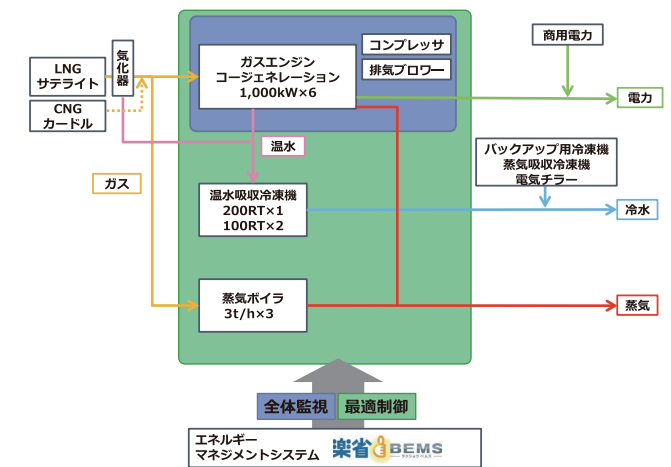 LNG
サテライト
気化器
CNG
カードル
ガス
ガスエンジン
コージェネレーション
1,000kW×6
コンプレッサ
排気ブロワー
商用電力
電力
温水
バックアップ用冷凍機
蒸気吸収冷凍機
電気チラー
温水吸収冷凍機
200RT×1
100RT×2
冷水
蒸気ボイラ
3t/h×3
蒸気
全体監視
最適制御
エネルギー
マネジメントシステム
楽省 BEMS